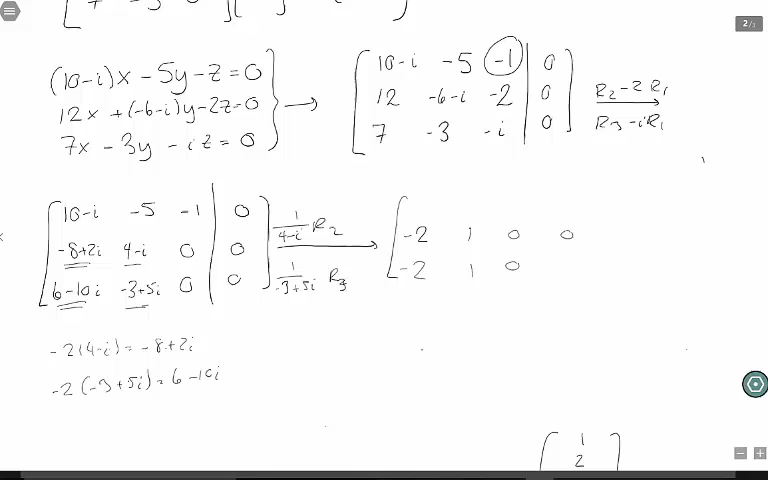 (10-i)x - 5y - z = 0
12x + (-6-i)y - 2z = 0
7x - 3y - iz = 0
10-i -5 -1 | 0
12 -6-i -2 | 0
7 -3 -i | 0
R2 - 2R1
R3 - iR1
10-i -5 -1 | 0
-8+2i 4-i 0 | 0
6-10i -3+5i 0 | 0
1/(4-i) R2
1/(-3+5i) R3
-2 1 0 0
-2 1 0
-2(4-i) = -8+2i
-2(-3+5i) = 6-10i
1
2